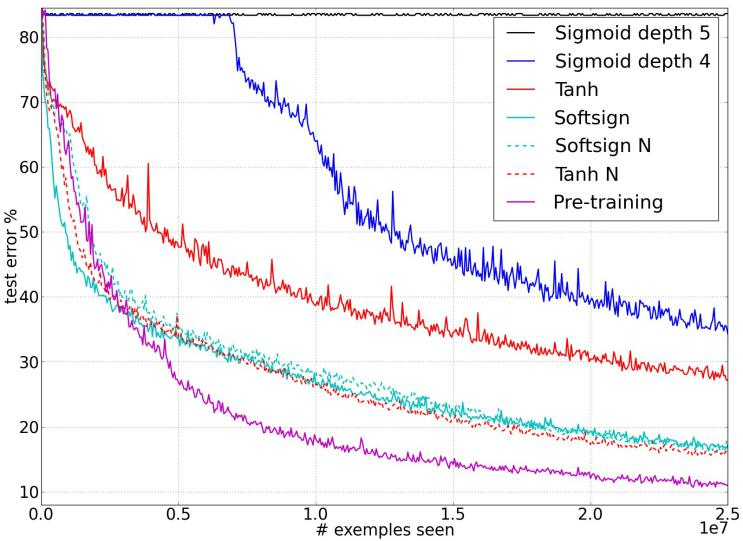 Sigmoid depth 5
Sigmoid depth 4
Tanh
Softsign
Softsign N
Tanh N
Pre-training
test error %
80
70
60
50
40
30
20
10
0.0 0.5 1.0 1.5 2.0 2.5
# exemples seen
1e7